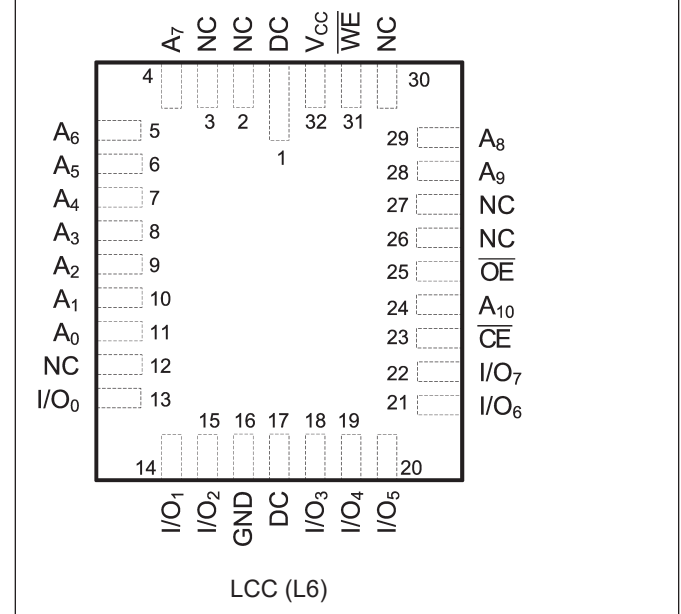 A7 NC NC DC VCC W̅E̅ NC
4 30
3 2 32 31
1
A6 5 29 A8
A5 6 28 A9
A4 7 27 NC
A3 8 26 NC
A2 9 25 O̅E̅
A1 10 24 A10
A0 11 23 C̅E̅
NC 12 22 I/O7
I/O0 13 21 I/O6
15 16 17 18 19
14 20
I/O1 I/O2 GND DC I/O3 I/O4 I/O5
LCC (L6)